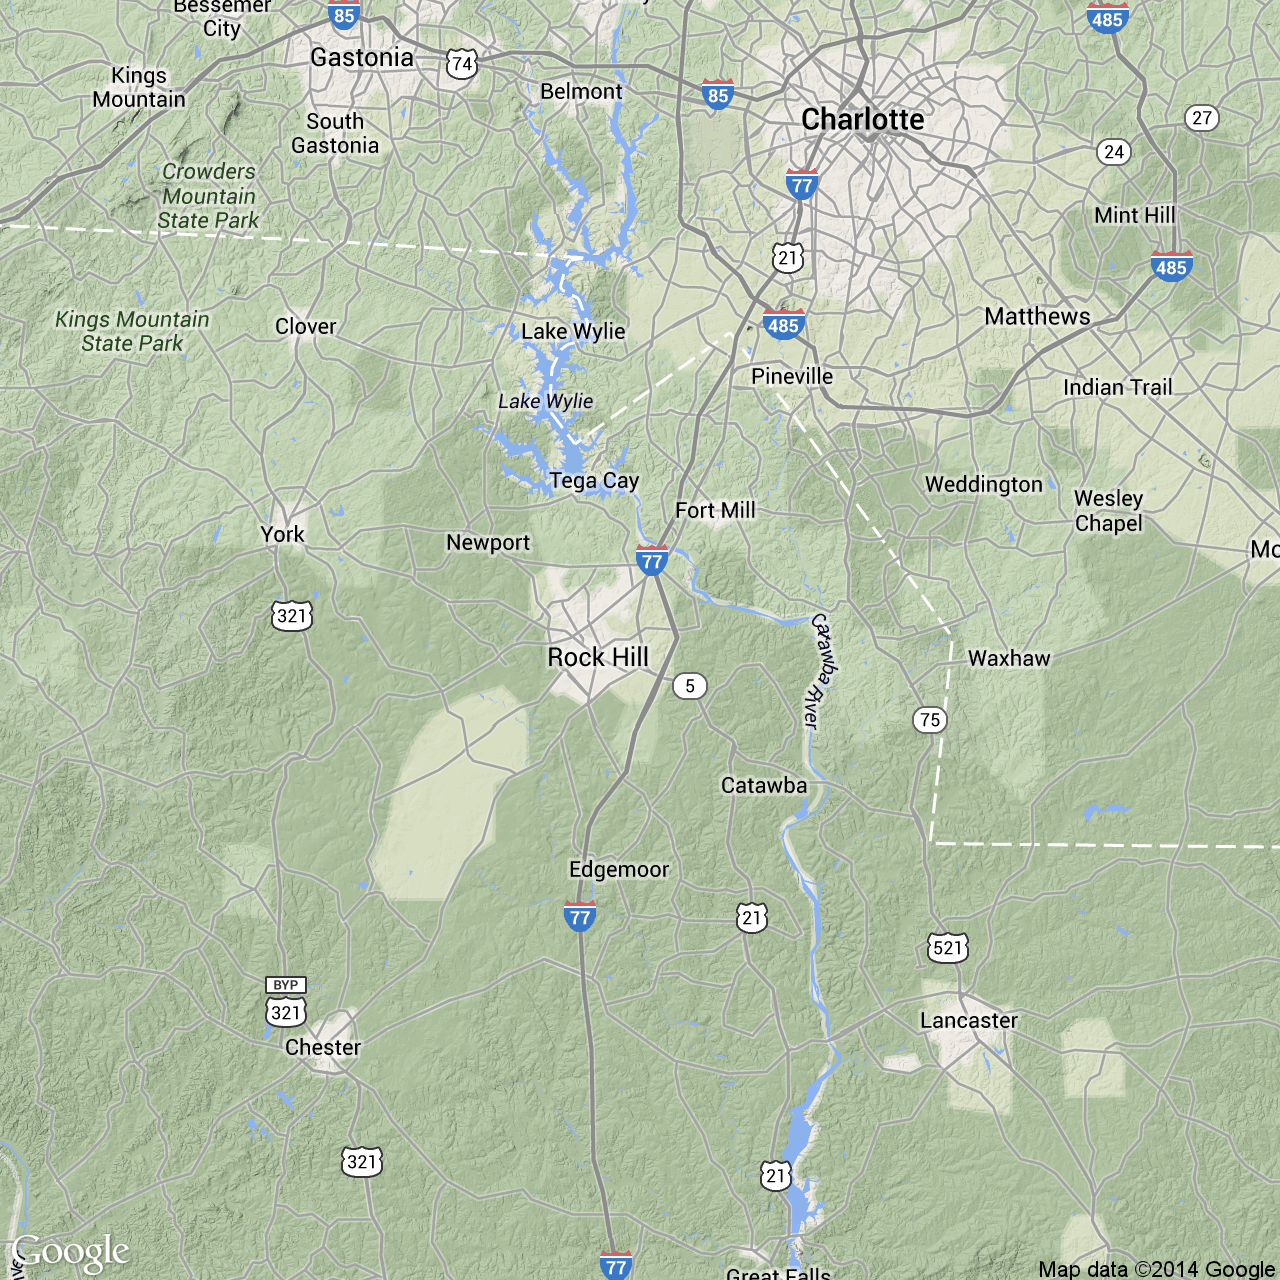 Bessemer
City
85
485
Gastonia
74
Kings
Mountain
Belmont
85
Charlotte
27
South
Gastonia
24
Crowders
Mountain
State Park
77
Mint Hill
21
485
Kings Mountain
State Park
Clover
Lake Wylie
485
Matthews
Pineville
Indian Trail
Lake Wylie
Tega Cay
Weddington
Fort Mill
Wesley
Chapel
York
Newport
Mo
77
321
Rock Hill
Catawba River
Waxhaw
5
75
Catawba
Edgemoor
77
21
521
BYP
321
Lancaster
Chester
321
21
Google
77
Great Falls
Map data ©2014 Google